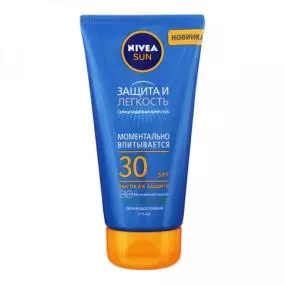 НОВИНКА
NIVEA
SUN
ЗАЩИТА И
ЛЕГКОСТЬ
МОМЕНТАЛЬНО
ВПИТЫВАЕТСЯ
30 SPF
ВЫСОКАЯ ЗАЩИТА